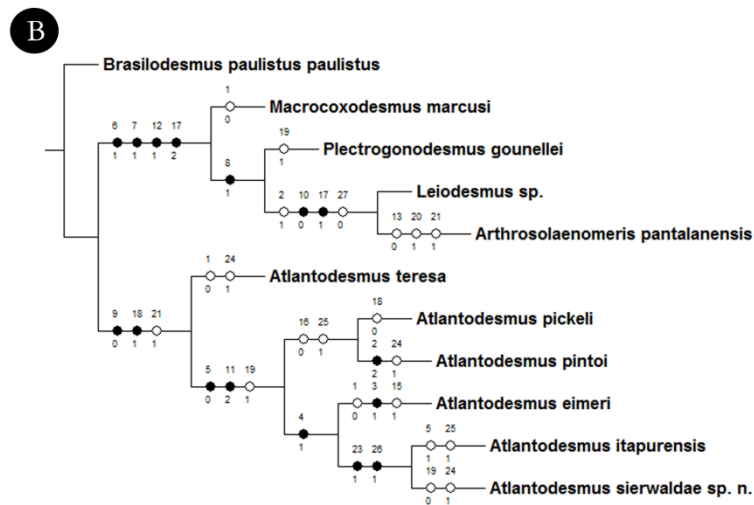 B
Brasilodesmus paulistus paulistus
1
0
Macrocoxodesmus marcusi
6 7 12 17
1 1 1 2
19
1
Plectrogonodesmus gounellei
8
1
Leiodesmus sp.
2 10 17 27
1 0 1 0
13 20 21
0 1 1
Arthrosolaenomeris pantalanensis
1 24
0 1
Atlantodesmus teresa
9 18 21
0 1 1
18
0
Atlantodesmus pickeli
16 25
0 1
2 24
2 1
Atlantodesmus pintoi
5 11 19
0 2 1
1 3 15
0 1 1
Atlantodesmus eimeri
4
1
5 25
1 1
Atlantodesmus itapurensis
23 26
1 1
19 24
0 1
Atlantodesmus sierwaldae sp. n.